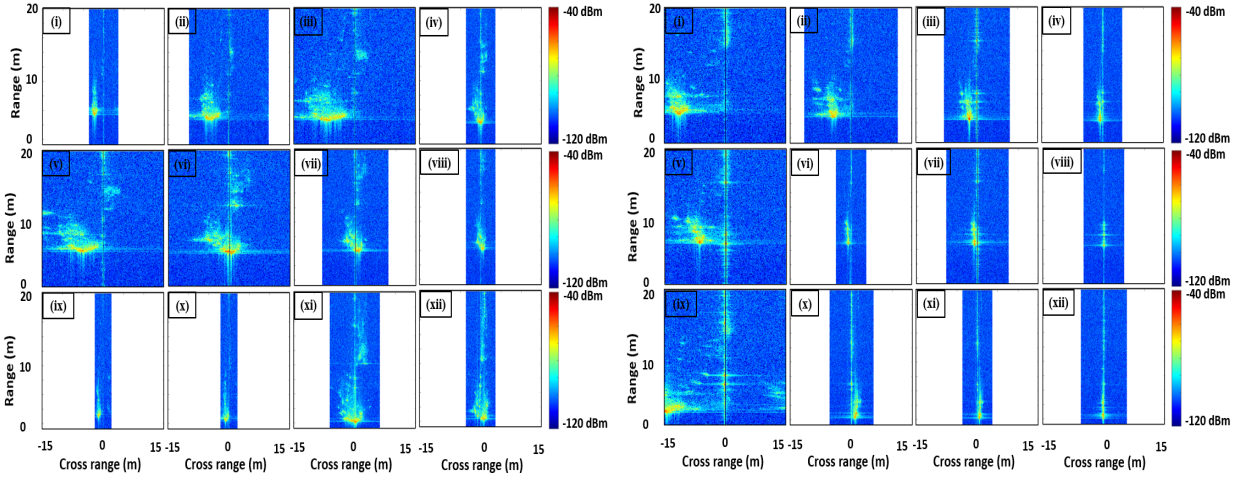 (i) (ii) (iii) (iv) -40 dBm
20
Range (m)
10
0
-120 dBm
(v) (vi) (vii) (viii) -40 dBm
20
Range (m)
10
0
-120 dBm
(ix) (x) (xi) (xii) -40 dBm
20
Range (m)
10
0
-120 dBm
-15 0 15 -15 0 15 -15 0 15 -15 0 15
Cross range (m) Cross range (m) Cross range (m) Cross range (m)
(i) (ii) (iii) (iv) -40 dBm
20
Range (m)
10
0
-120 dBm
(v) (vi) (vii) (viii) -40 dBm
20
Range (m)
10
0
-120 dBm
(ix) (x) (xi) (xii) -40 dBm
20
Range (m)
10
0
-120 dBm
-15 0 15 -15 0 15 -15 0 15 -15 0 15
Cross range (m) Cross range (m) Cross range (m) Cross range (m)